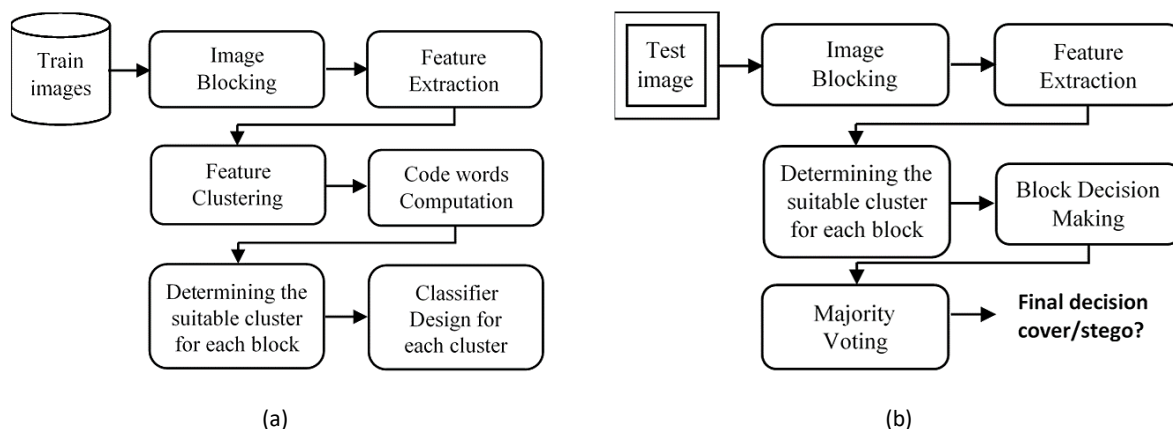 Train
images
Image
Blocking
Feature
Extraction
Feature
Clustering
Code words
Computation
Determining the
suitable cluster
for each block
Classifier
Design for
each cluster
(a)
Test
image
Image
Blocking
Feature
Extraction
Determining the
suitable cluster
for each block
Block Decision
Making
Majority
Voting
Final decision
cover/stego?
(b)